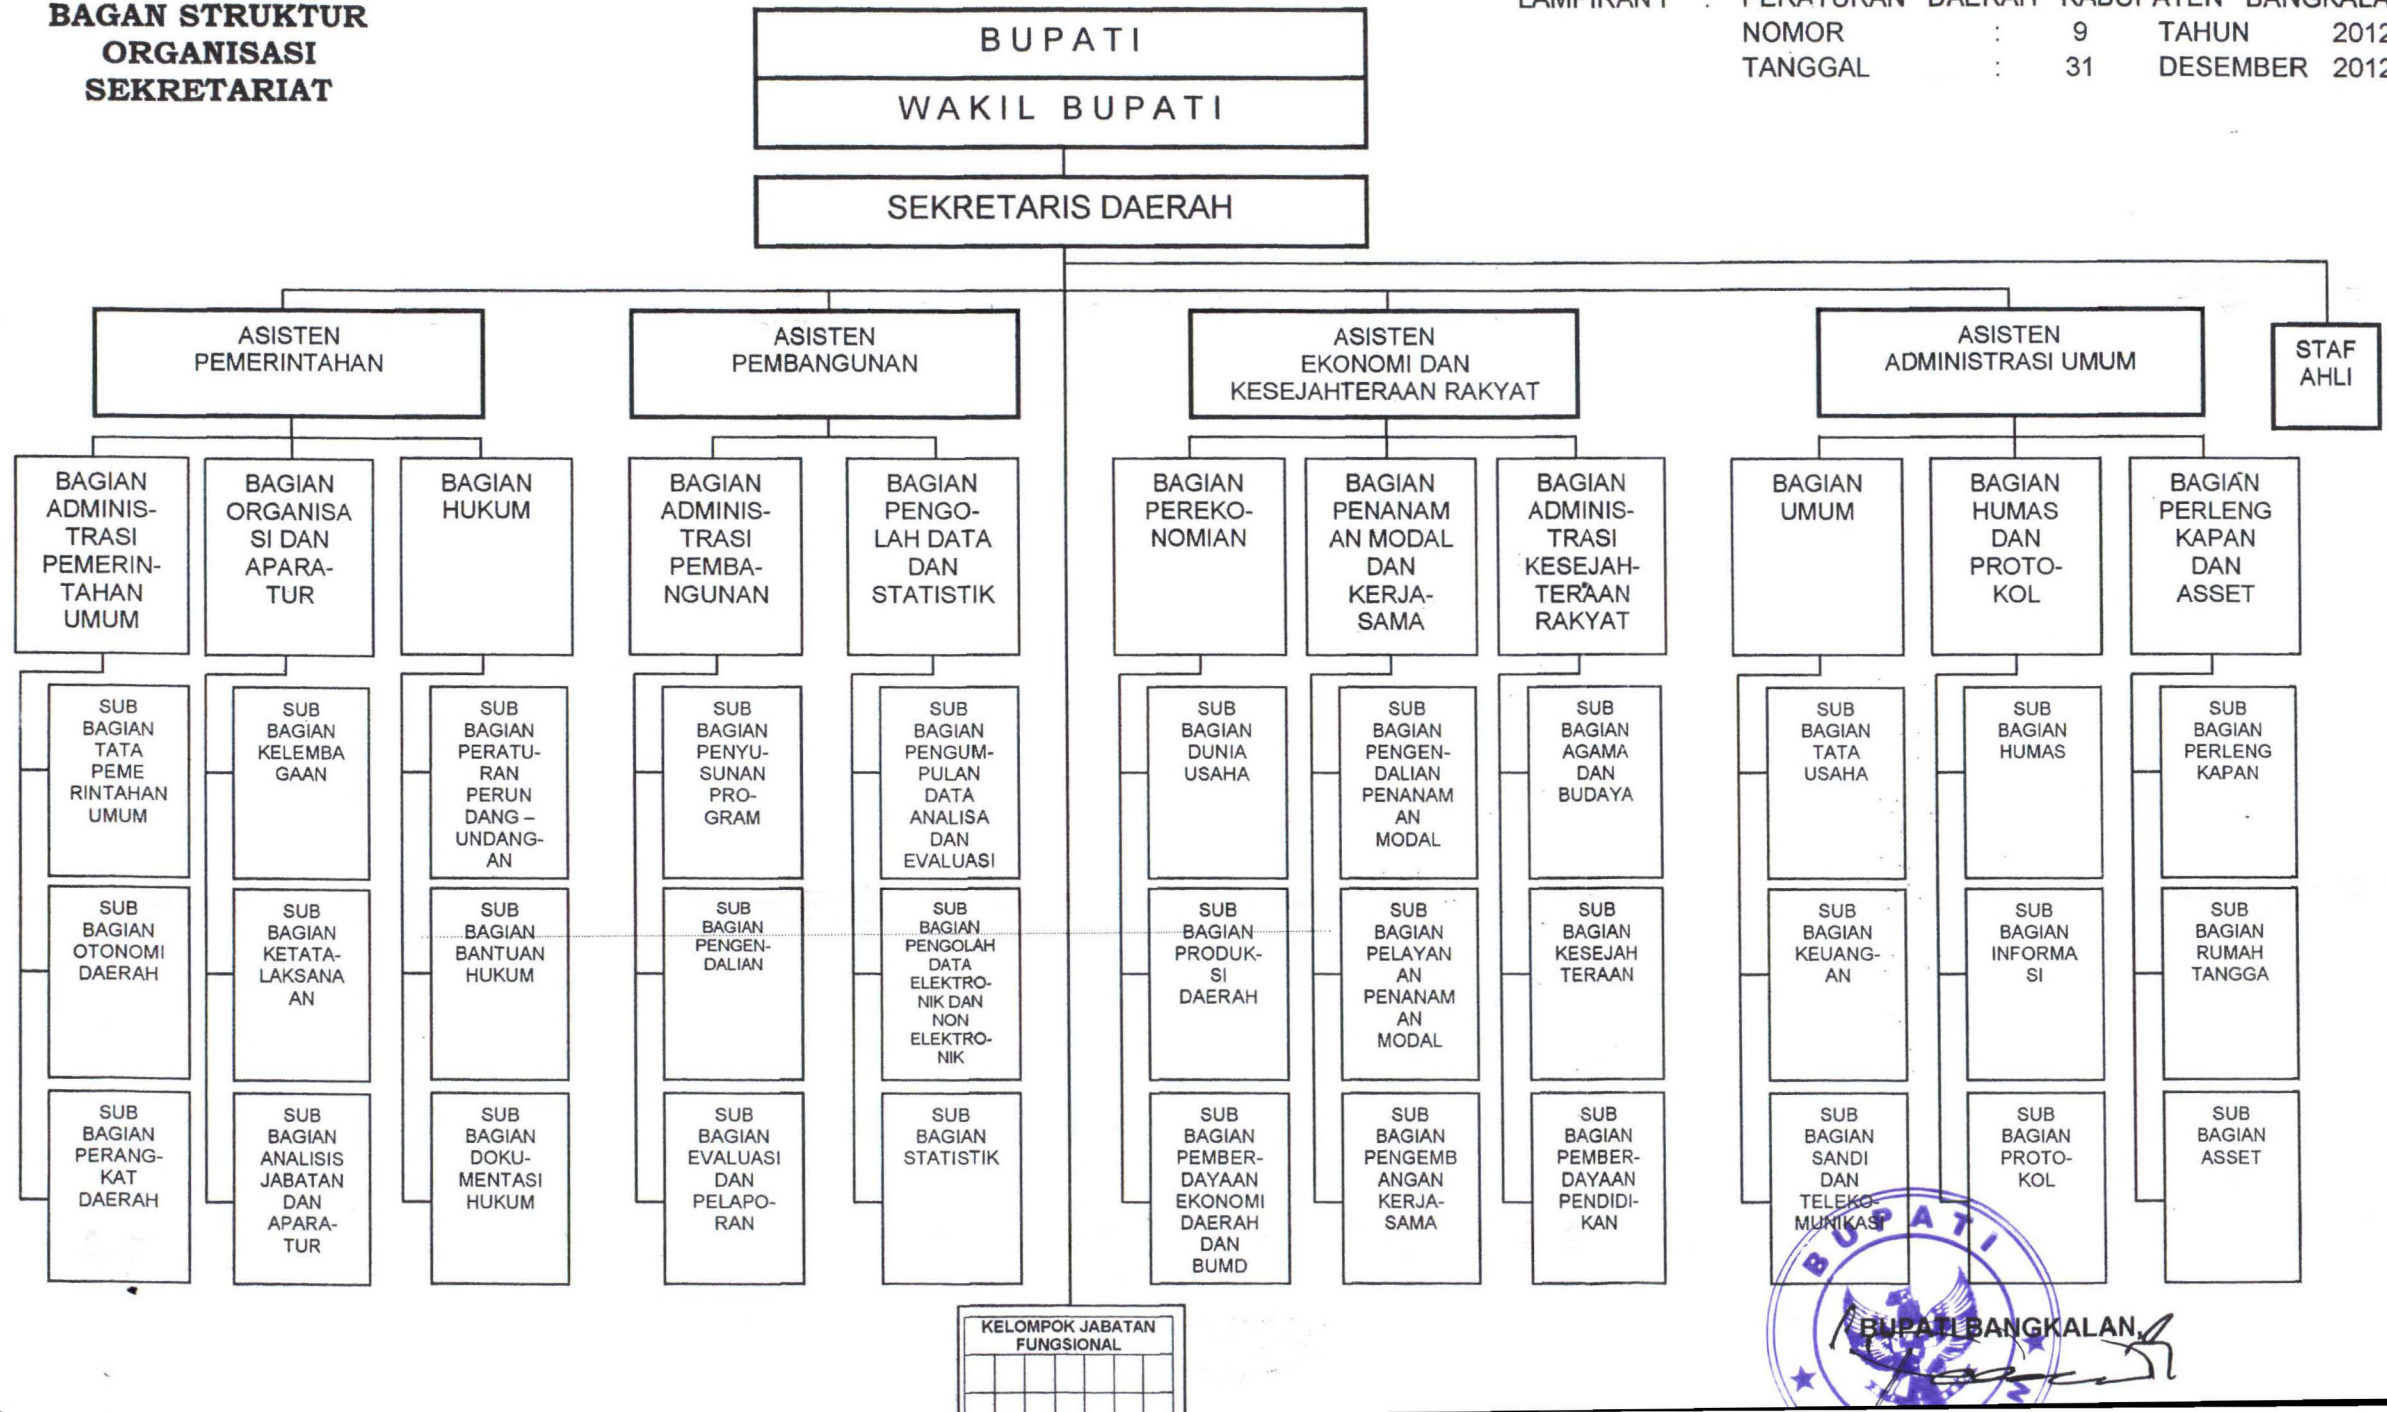 BAGAN STRUKTUR
ORGANISASI
SEKRETARIAT
LAMPIRAN I : PERATURAN DAERAH KABUPATEN
NOMOR : 9 TAHUN 2012
TANGGAL : 31 DESEMBER 2012
BUPATI
WAKIL BUPATI
SEKRETARIS DAERAH
ASISTEN
PEMERINTAHAN
ASISTEN
PEMBANGUNAN
ASISTEN
EKONOMI DAN
KESEJAHTERAAN RAKYAT
ASISTEN
ADMINISTRASI UMUM
STAF
AHLI
BAGIAN
ADMINIS-
TRASI
PEMERIN-
TAHAN
UMUM
BAGIAN
ORGANISA
SI DAN
APARA-
TUR
BAGIAN
HUKUM
BAGIAN
ADMINIS-
TRASI
PEMBA-
NGUNAN
BAGIAN
PENGO-
LAH DATA
DAN
STATISTIK
BAGIAN
PEREKO-
NOMIAN
BAGIAN
PENANAM
AN MODAL
DAN
KERJA-
SAMA
BAGIAN
ADMINIS-
TRASI
KESEJAH-
TERAAN
RAKYAT
BAGIAN
UMUM
BAGIAN
HUMAS
DAN
PROTO-
KOL
BAGIAN
PERLENG
KAPAN
DAN
ASSET
SUB
BAGIAN
TATA
PEME
RINTAHAN
UMUM
SUB
BAGIAN
KELEMBA
GAAN
SUB
BAGIAN
PERATU-
RAN
PERUN
DANG –
UNDANG-
AN
SUB
BAGIAN
PENYU-
SUNAN
PRO-
GRAM
SUB
BAGIAN
PENGUM-
PULAN
DATA
ANALISA
DAN
EVALUASI
SUB
BAGIAN
DUNIA
USAHA
SUB
BAGIAN
PENGEN-
DALIAN
PENANAM
AN
MODAL
SUB
BAGIAN
AGAMA
DAN
BUDAYA
SUB
BAGIAN
TATA
USAHA
SUB
BAGIAN
HUMAS
SUB
BAGIAN
PERLENG
KAPAN
SUB
BAGIAN
OTONOMI
DAERAH
SUB
BAGIAN
KETATA-
LAKSANA
AN
SUB
BAGIAN
BANTUAN
HUKUM
SUB
BAGIAN
PENGEN-
DALIAN
SUB
BAGIAN
PENGOLAH
DATA
ELEKTRO-
NIK DAN
NON
ELEKTRO-
NIK
SUB
BAGIAN
PRODUK-
SI
DAERAH
SUB
BAGIAN
PELAYAN
AN
PENANAM
AN
MODAL
SUB
BAGIAN
KESEJAH
TERAAN
SUB
BAGIAN
KEUANG-
AN
SUB
BAGIAN
INFORMA
SI
SUB
BAGIAN
RUMAH
TANGGA
SUB
BAGIAN
PERANG-
KAT
DAERAH
SUB
BAGIAN
ANALISIS
JABATAN
DAN
APARA-
TUR
SUB
BAGIAN
DOKU-
MENTASI
HUKUM
SUB
BAGIAN
EVALUASI
DAN
PELAPO-
RAN
SUB
BAGIAN
STATISTIK
SUB
BAGIAN
PEMBER-
DAYAAN
EKONOMI
DAERAH
DAN
BUMD
SUB
BAGIAN
PENGEMB
ANGAN
KERJA-
SAMA
SUB
BAGIAN
PEMBER-
DAYAAN
PENDIDI-
KAN
SUB
BAGIAN
SANDI
DAN
TELEKO-
MUNIKASI
SUB
BAGIAN
PROTO-
KOL
SUB
BAGIAN
ASSET
KELOMPOK JABATAN
FUNGSIONAL
BUPATI
BUPATI BANGKALAN,